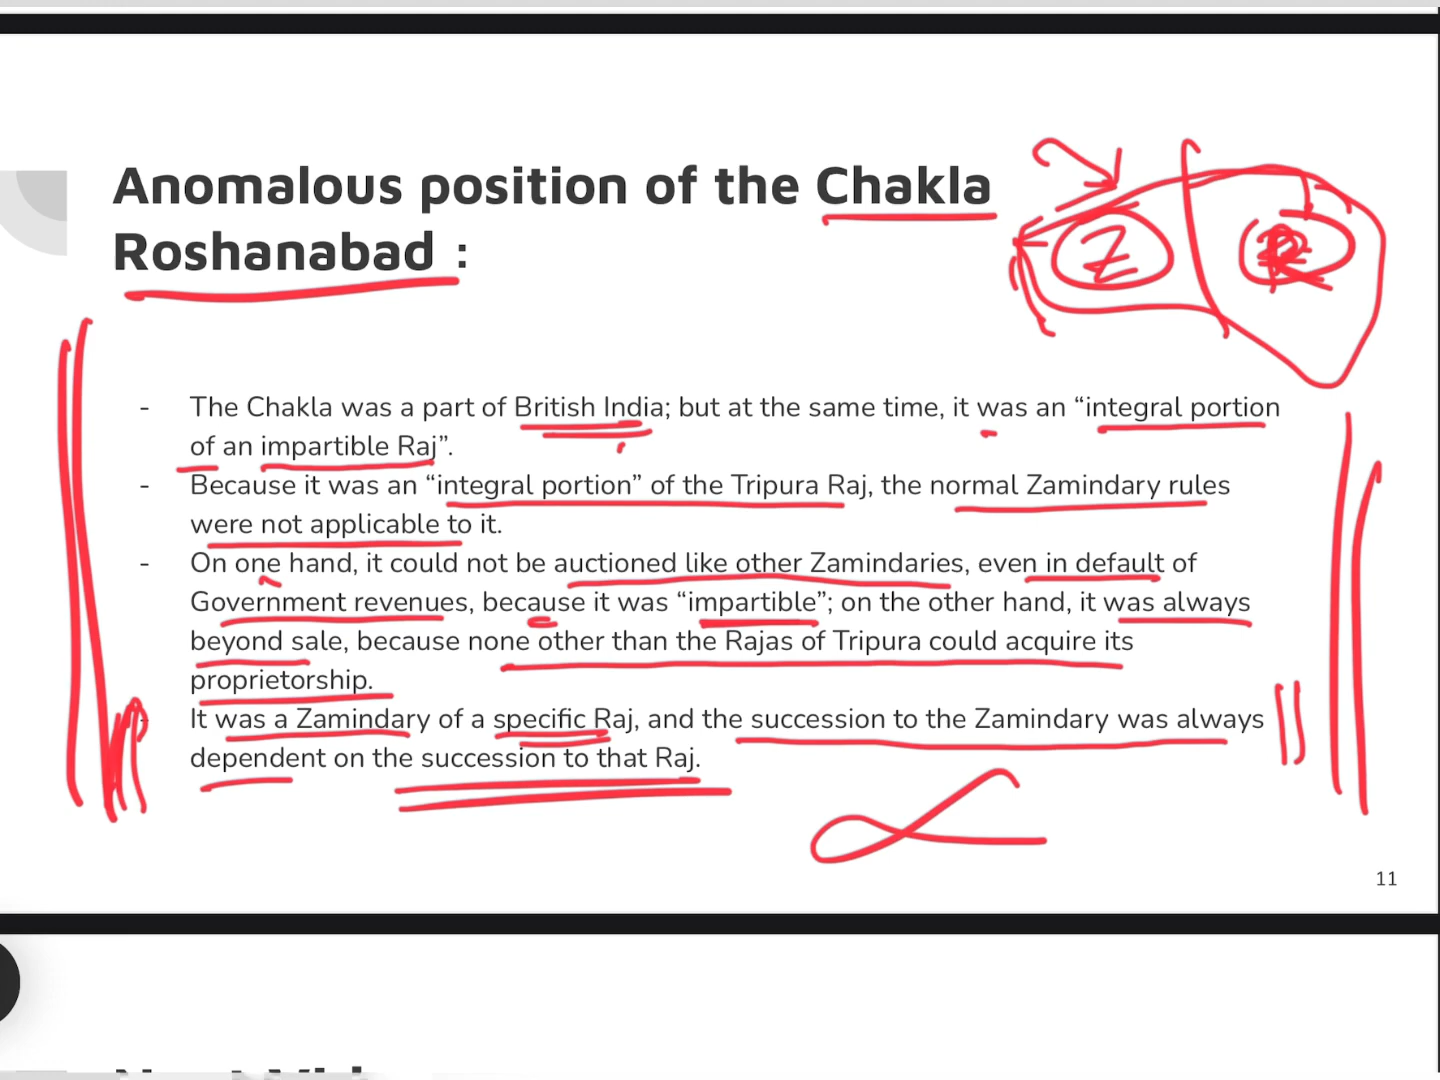 Anomalous position of the Chakla
Roshanabad :
Z
R
- The Chakla was a part of British India; but at the same time, it was an “integral portion
of an impartible Raj”.
- Because it was an “integral portion” of the Tripura Raj, the normal Zamindary rules
were not applicable to it.
- On one hand, it could not be auctioned like other Zamindaries, even in default of
Government revenues, because it was “impartible”; on the other hand, it was always
beyond sale, because none other than the Rajas of Tripura could acquire its
proprietorship.
- It was a Zamindary of a specific Raj, and the succession to the Zamindary was always
dependent on the succession to that Raj.
11